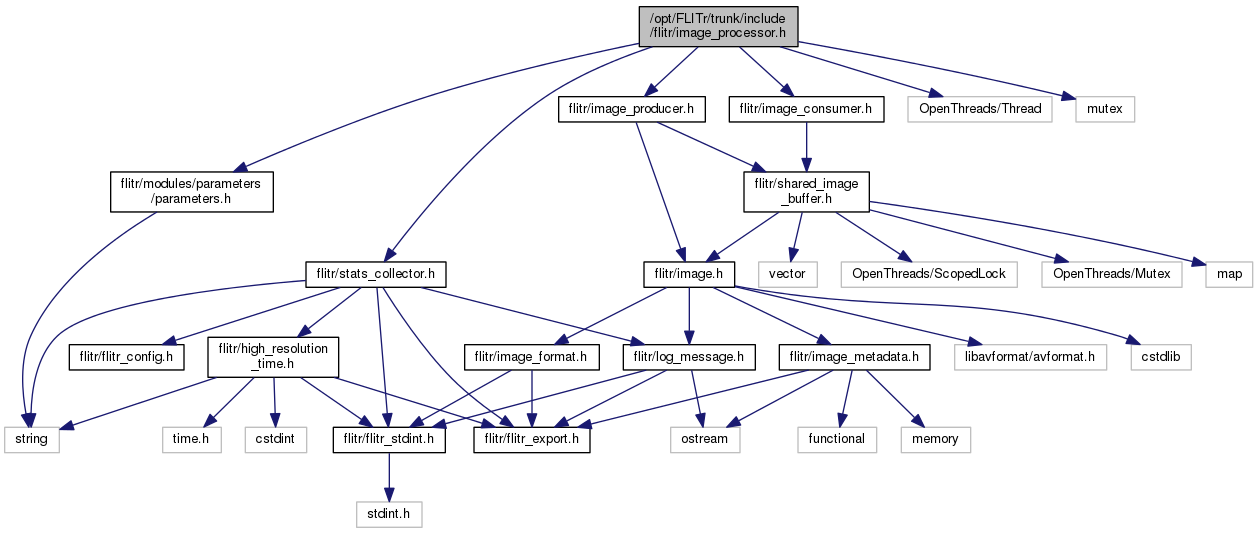 /opt/FLITr/trunk/include
/flitr/image_processor.h
flitr/image_producer.h
flitr/image_consumer.h
OpenThreads/Thread
mutex
flitr/modules/parameters
/parameters.h
flitr/shared_image
_buffer.h
flitr/stats_collector.h
flitr/image.h
vector
OpenThreads/ScopedLock
OpenThreads/Mutex
map
flitr/flitr_config.h
flitr/high_resolution
_time.h
flitr/image_format.h
flitr/log_message.h
flitr/image_metadata.h
libavformat/avformat.h
cstdlib
string
time.h
cstdint
flitr/flitr_stdint.h
flitr/flitr_export.h
ostream
functional
memory
stdint.h